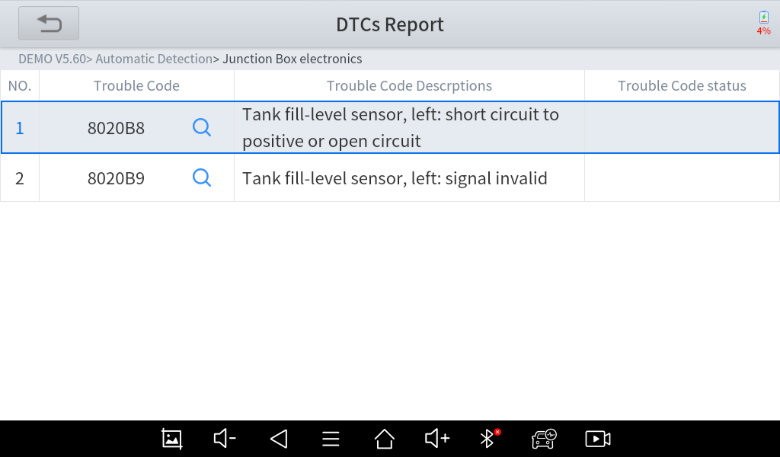 DTCs Report
4%
DEMO V5.60> Automatic Detection> Junction Box electronics
NO. Trouble Code Trouble Code Descrptions Trouble Code status
1 8020B8 Tank fill-level sensor, left: short circuit to
positive or open circuit
2 8020B9 Tank fill-level sensor, left: signal invalid